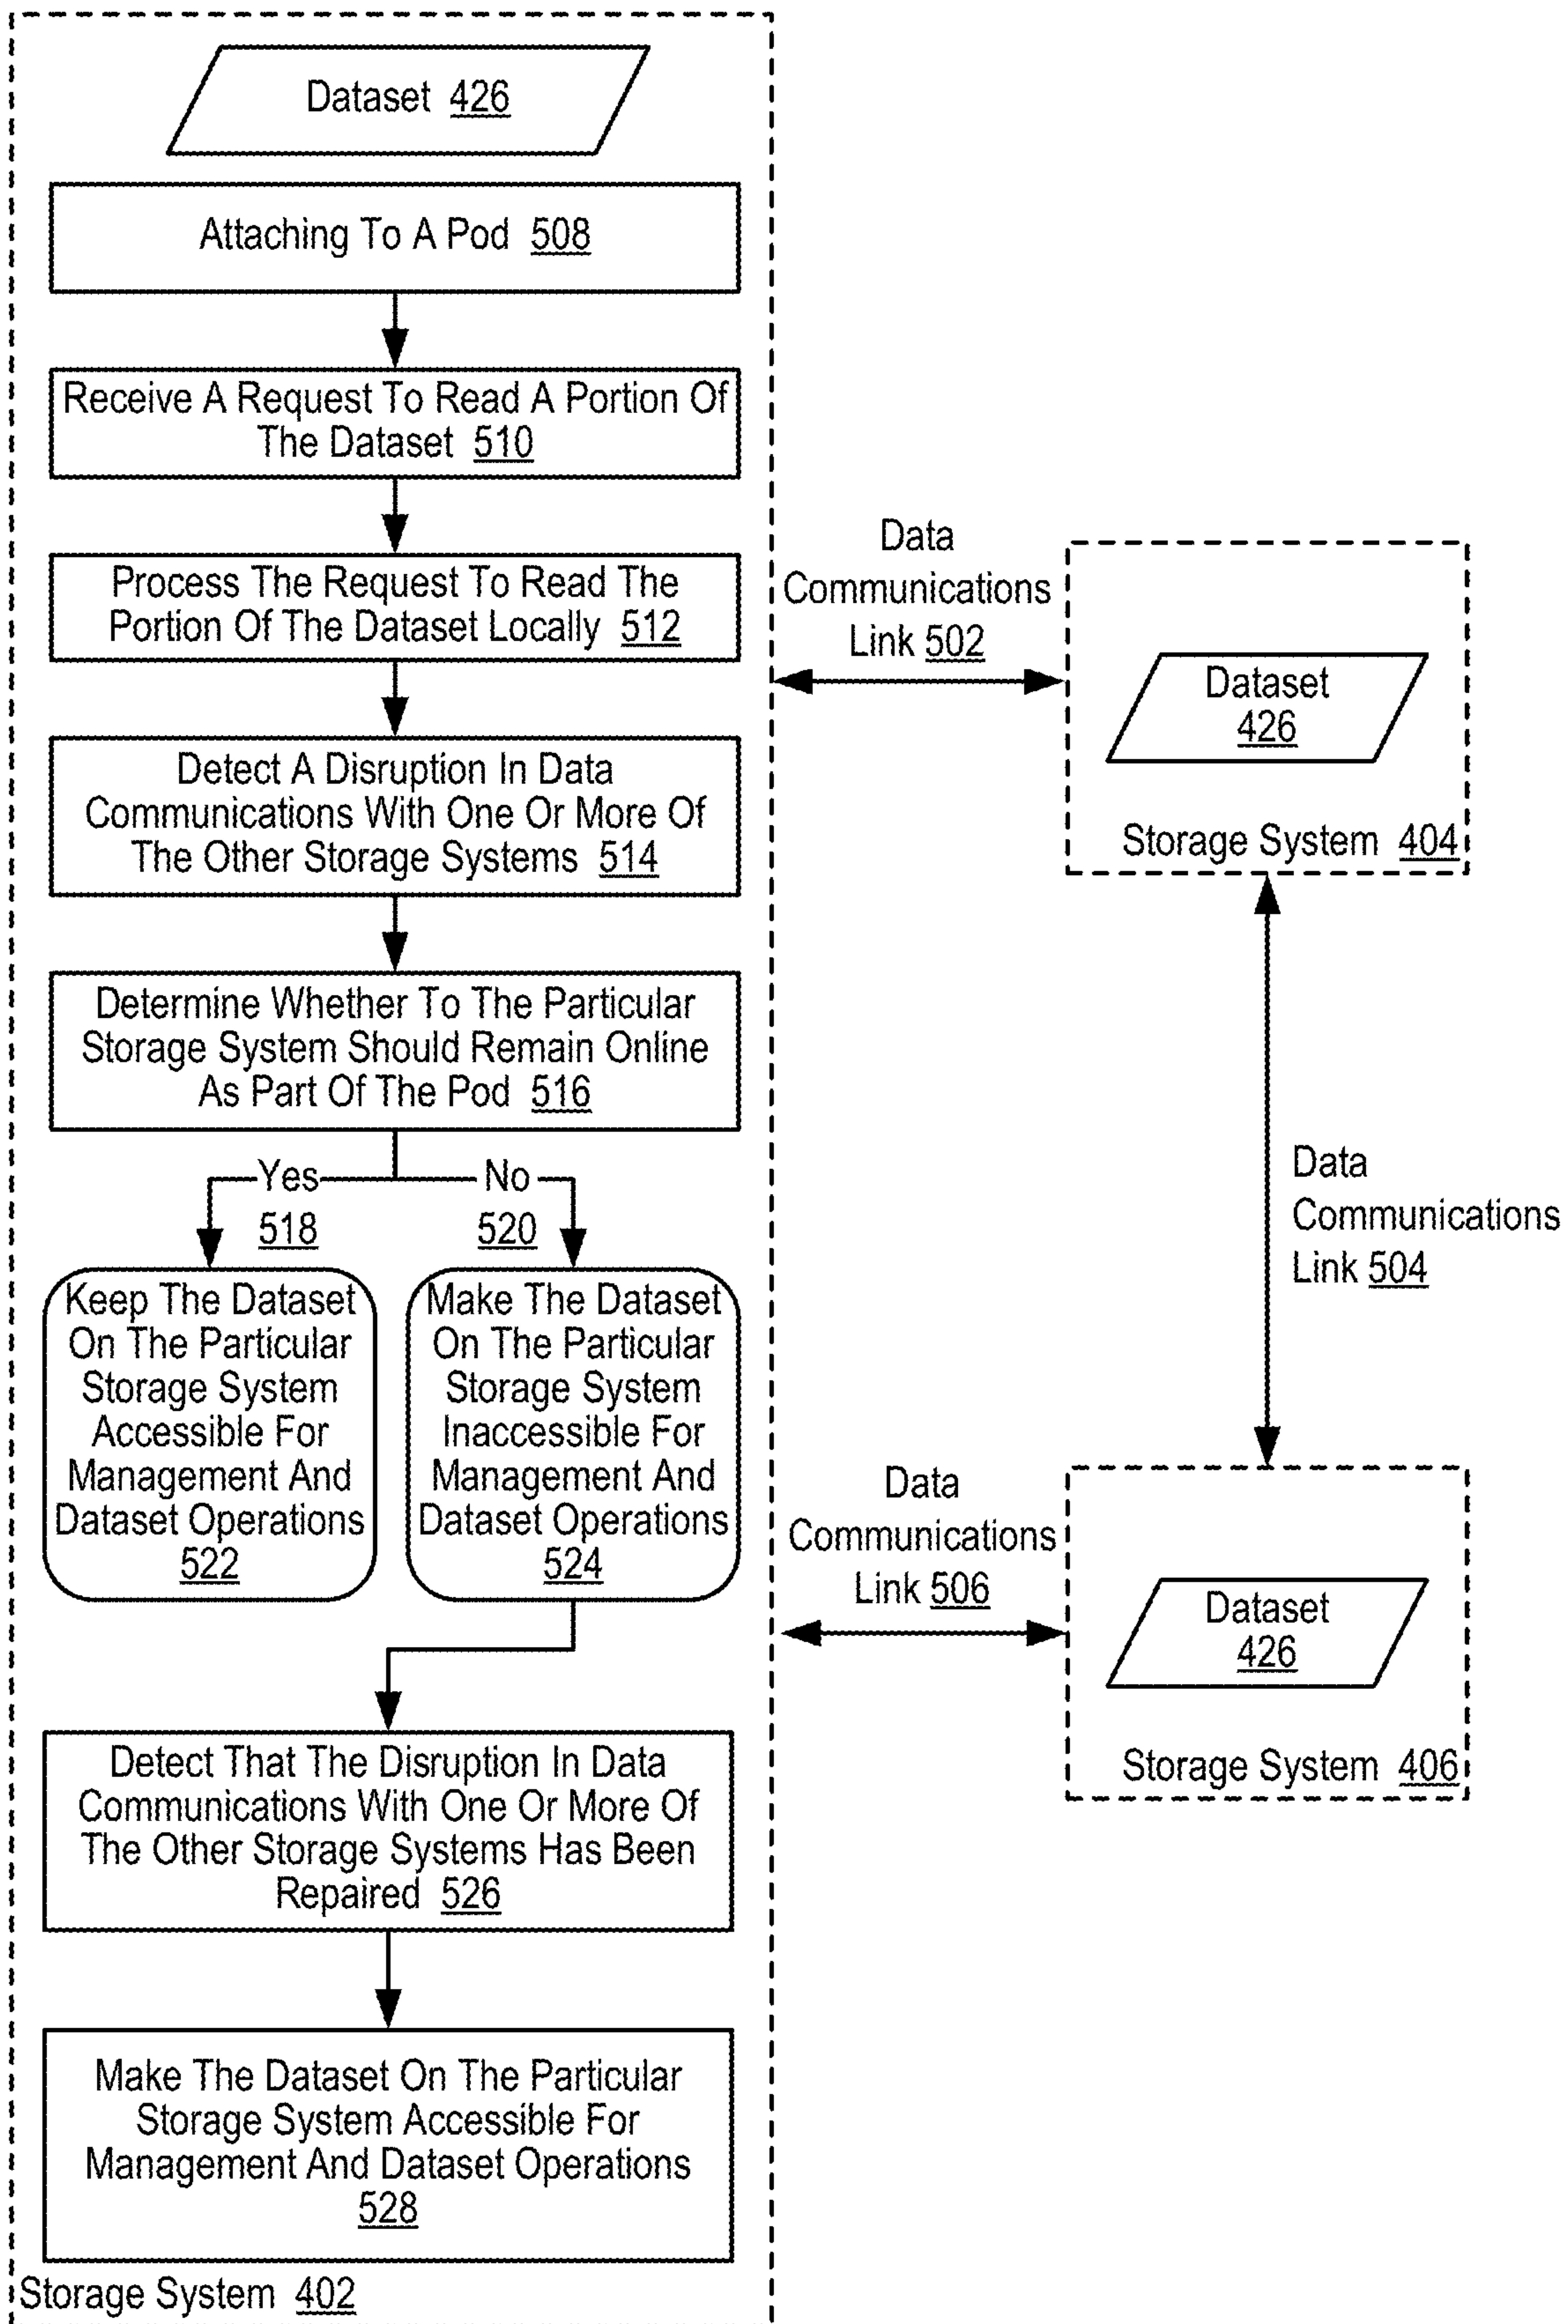 Dataset 426
Attaching To A Pod 508
Receive A Request To Read A Portion Of
The Dataset 510
Process The Request To Read The
Portion Of The Dataset Locally 512
Detect A Disruption In Data
Communications With One Or More Of
The Other Storage Systems 514
Determine Whether To The Particular
Storage System Should Remain Online
As Part Of The Pod 516
Yes
518
No
520
Keep The Dataset
On The Particular
Storage System
Accessible For
Management And
Dataset Operations
522
Make The Dataset
On The Particular
Storage System
Inaccessible For
Management And
Dataset Operations
524
Detect That The Disruption In Data
Communications With One Or More Of
The Other Storage Systems Has Been
Repaired 526
Make The Dataset On The Particular
Storage System Accessible For
Management And Dataset Operations
528
Storage System 402
Data
Communications
Link 502
Dataset
426
Storage System 404
Data
Communications
Link 504
Data
Communications
Link 506
Dataset
426
Storage System 406